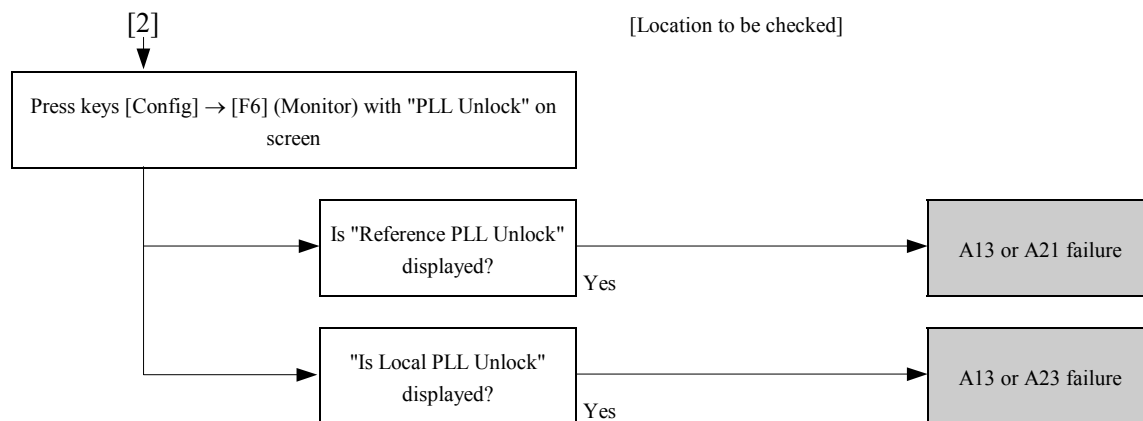 [2]
[Location to be checked]
Press keys [Config] → [F6] (Monitor) with "PLL Unlock" on
screen
Is "Reference PLL Unlock"
displayed?
Yes
A13 or A21 failure
"Is Local PLL Unlock"
displayed?
Yes
A13 or A23 failure